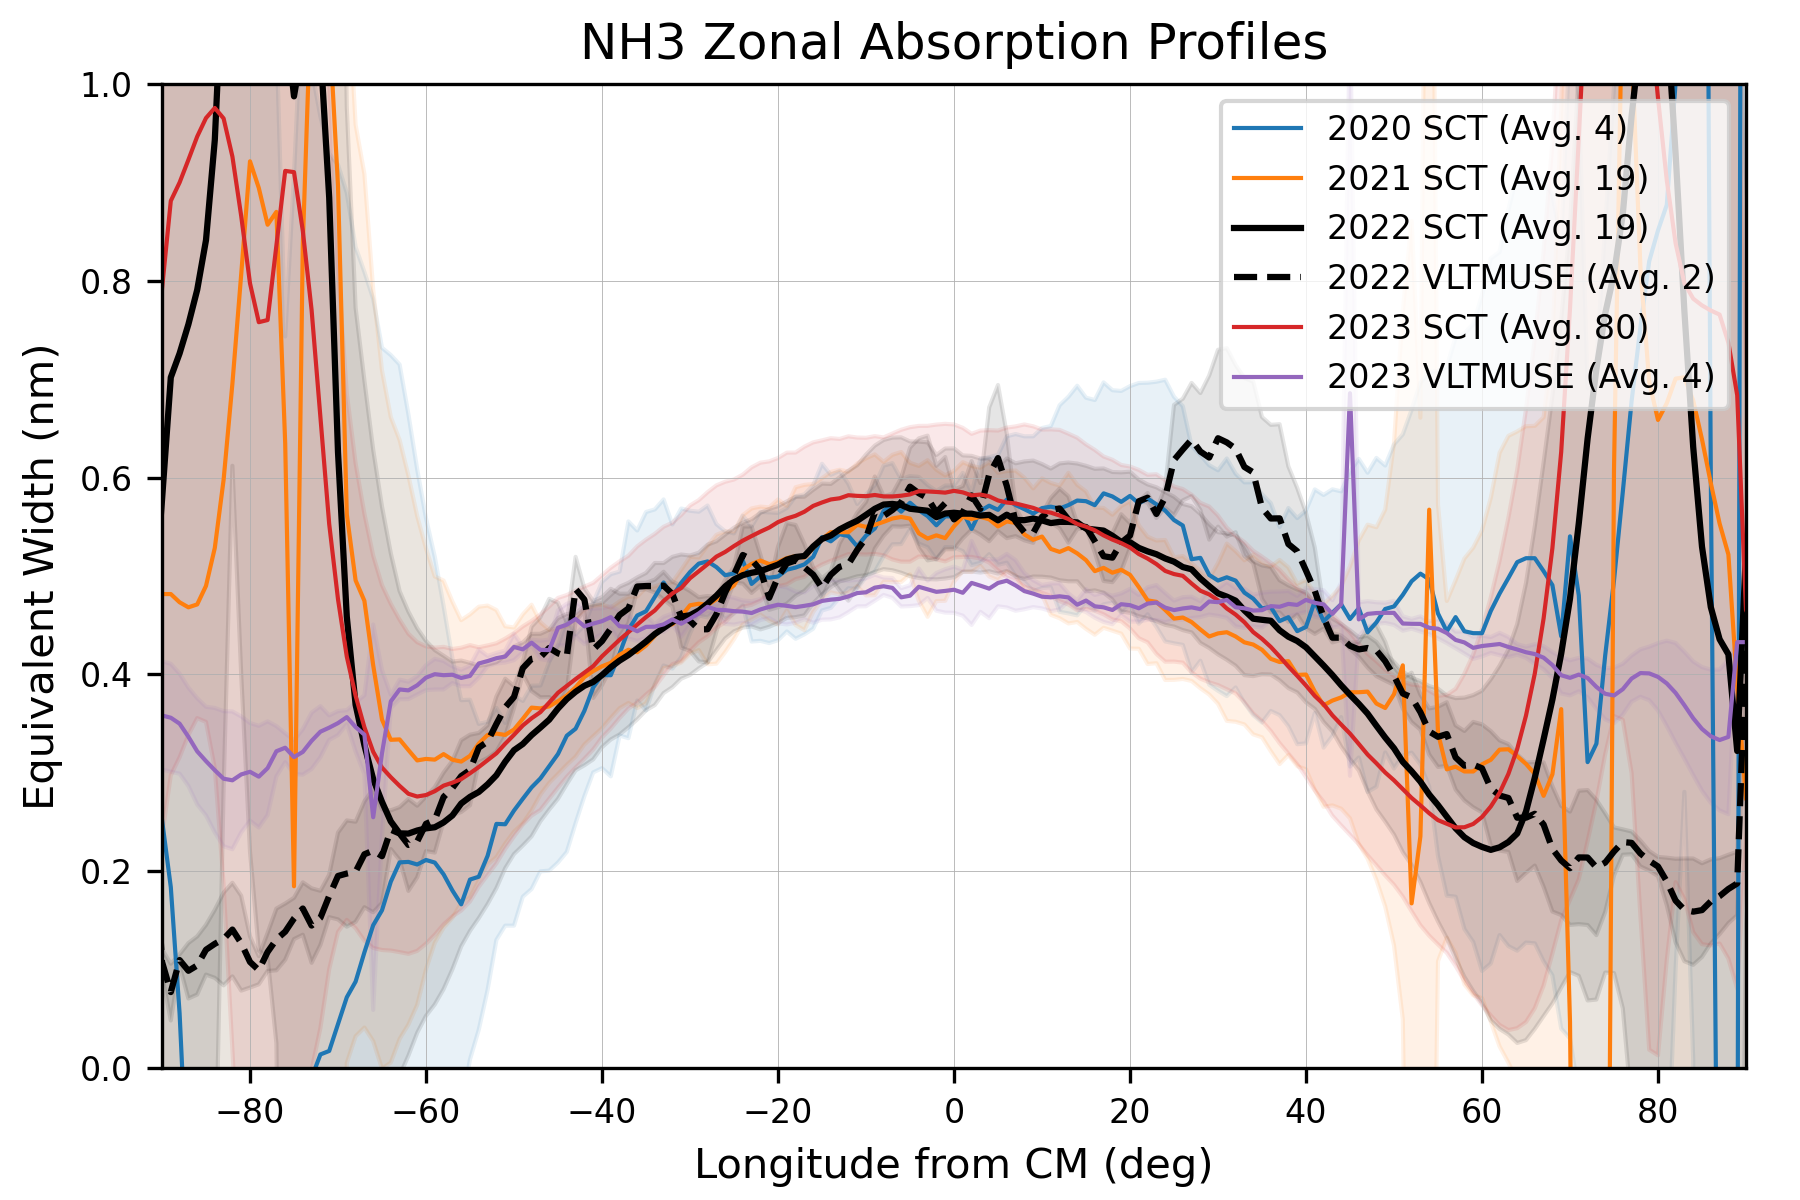 NH3 Zonal Absorption Profiles
1.0
0.8
0.6
0.4
0.2
0.0
Equivalent Width (nm)
2020 SCT (Avg. 4)
2021 SCT (Avg. 19)
2022 SCT (Avg. 19)
2022 VLTMUSE (Avg. 2)
2023 SCT (Avg. 80)
2023 VLTMUSE (Avg. 4)
−80 −60 −40 −20 0 20 40 60 80
Longitude from CM (deg)